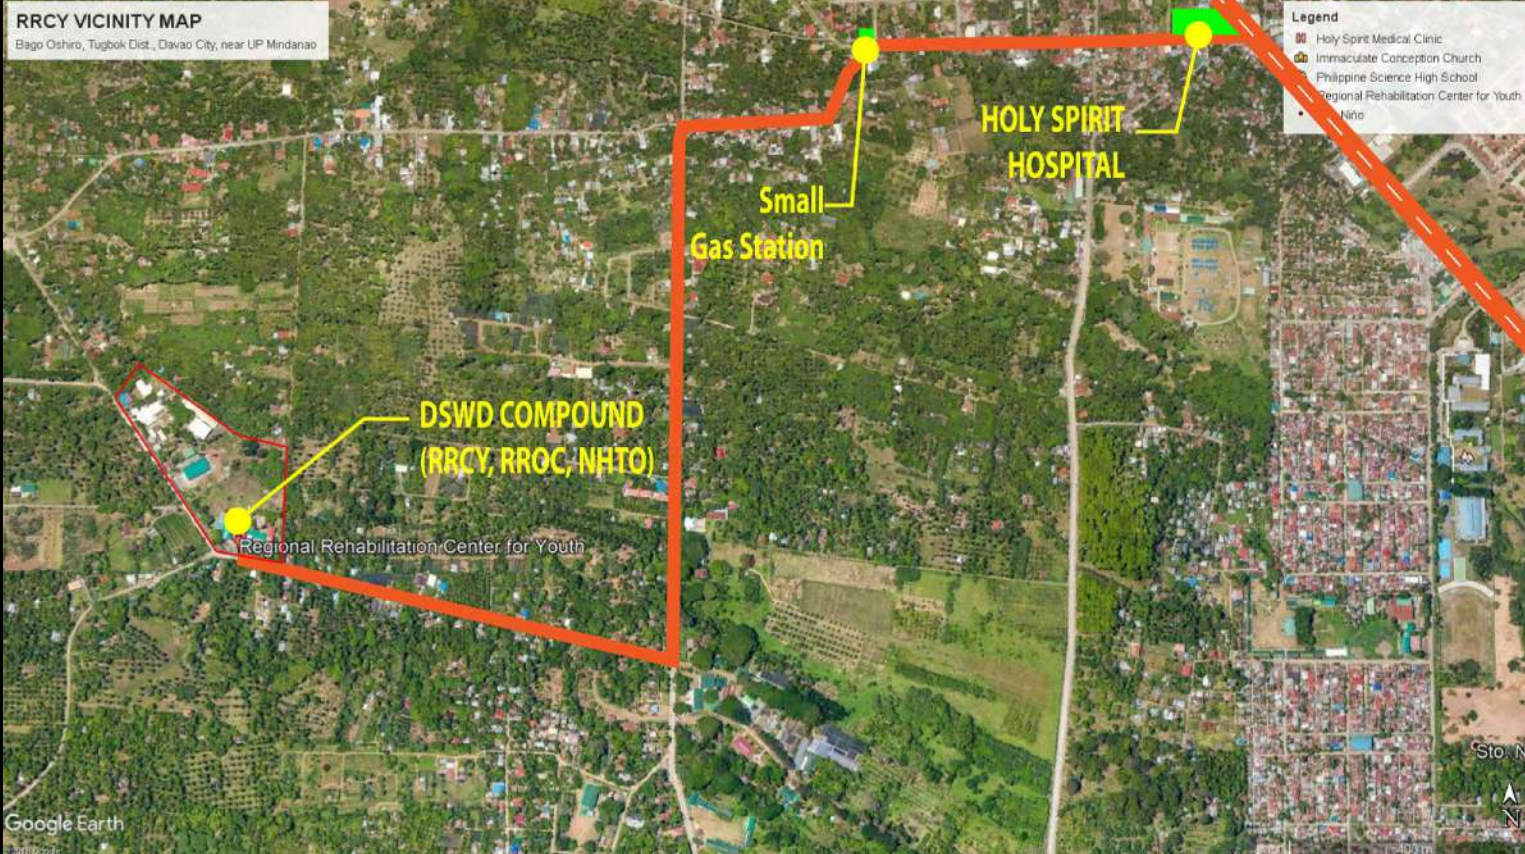 RRCY VICINITY MAP
Bago Oshiro, Tugbok Dist., Davao City, near UP Mindanao
Legend
Holy Spirit Medical Clinic
Immaculate Conception Church
Philippine Science High School
Regional Rehabilitation Center for Youth
Niño
HOLY SPIRIT
HOSPITAL
Small
Gas Station
DSWD COMPOUND
(RRCY, RROC, NHTO)
Regional Rehabilitation Center for Youth
Sto. N
N
Google Earth
400 m